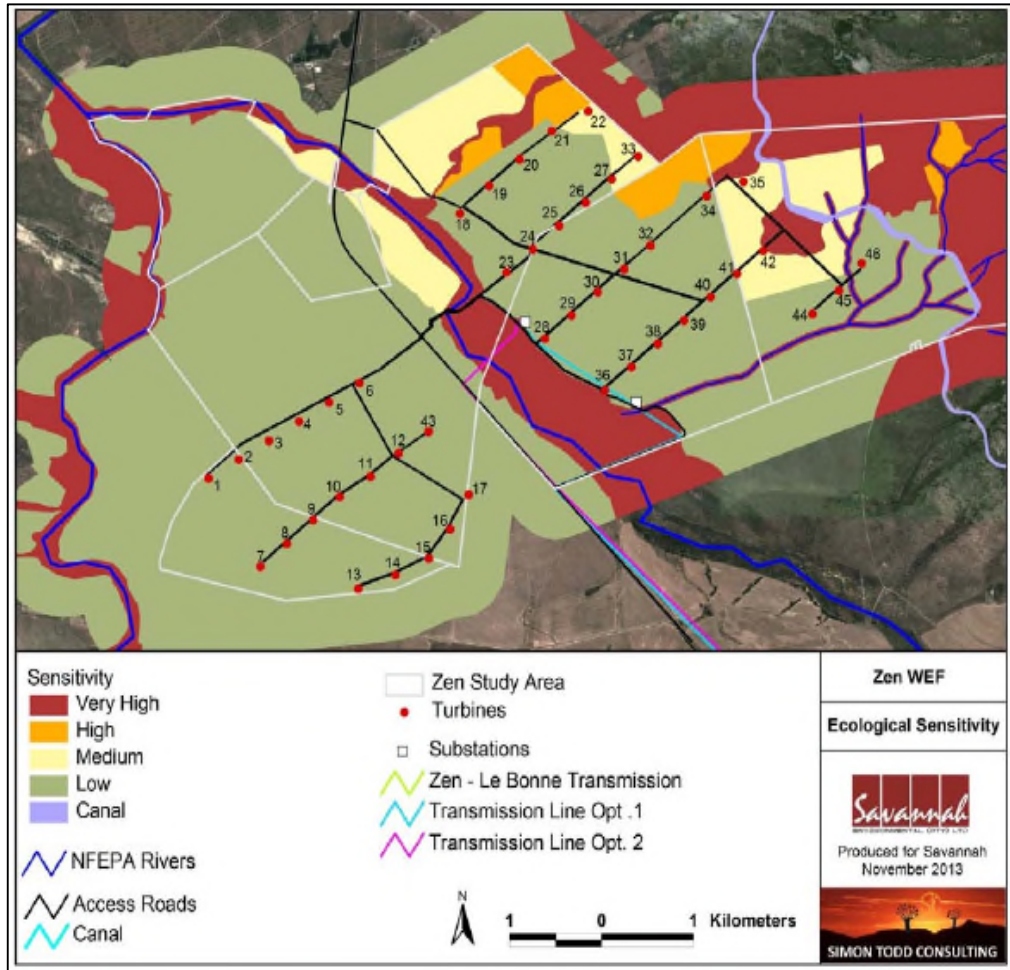 22
21
33
20
27
35
19
26
34
18
25
32
24
42
46
31
23
41
45
30
40
44
29
39
28
38
37
36
6
5
4
43
3
12
2
11
17
1
10
16
9
8
15
14
7
13
Sensitivity
Very High
High
Medium
Low
Canal
NFEPA Rivers
Access Roads
Canal
Zen Study Area
Turbines
Substations
Zen - Le Bonne Transmission
Transmission Line Opt .1
Transmission Line Opt. 2
N
1 0 1 Kilometers
Zen WEF
Ecological Sensitivity
Savannah
Produced for Savannah
November 2013
SIMON TODD CONSULTING